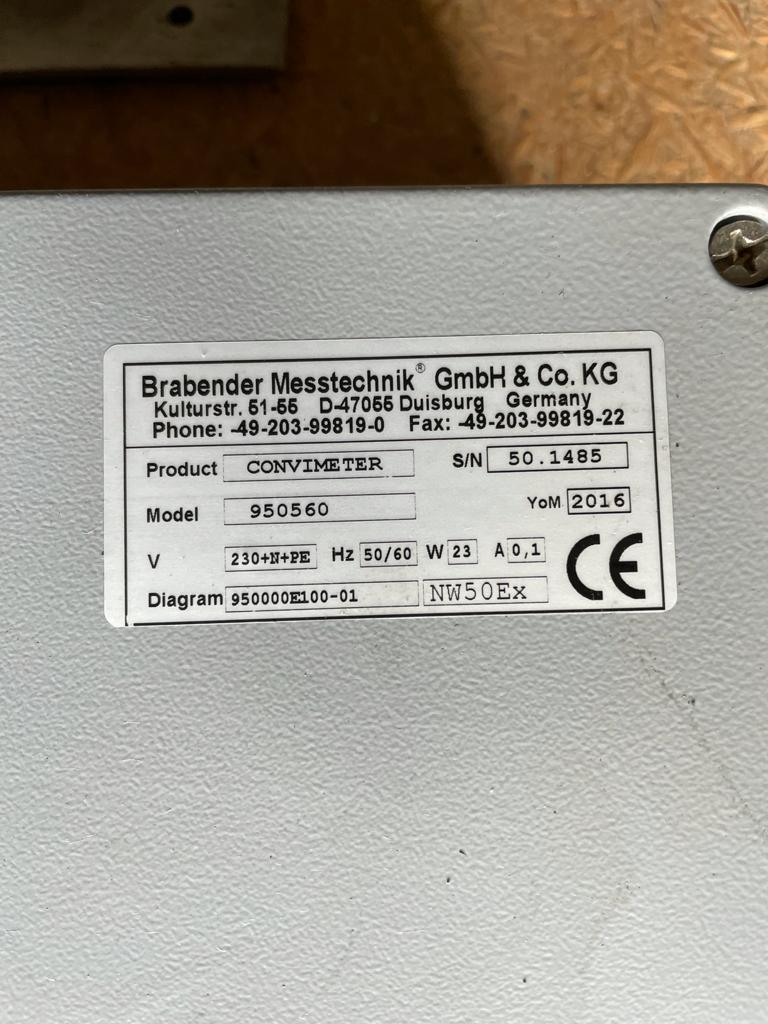 Brabender Messtechnik® GmbH & Co. KG
Kulturstr. 51-55 D-47055 Duisburg Germany
Phone: -49-203-99819-0 Fax: -49-203-99819-22
Product CONVIMETER S/N 50.1485
Model 950560 YoM 2016
V 230+N+PE Hz 50/60 W 23 A 0,1 CE
Diagram 950000E100-01 NW50Ex